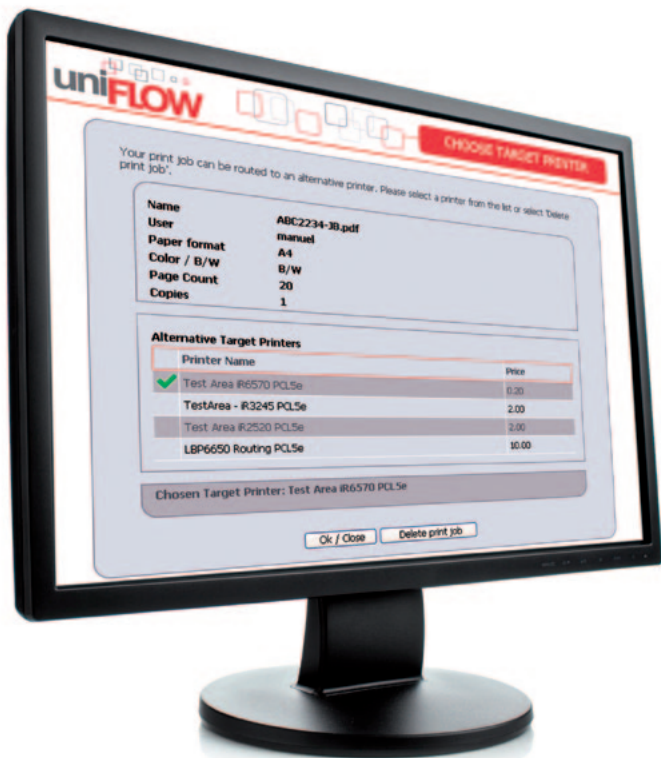 uniFLOW
CHOOSE TARGET PRINTER
Your print job can be routed to an alternative printer. Please select a printer from the list or select 'Delete
print job'.
Name ABC2234-JB.pdf
User manuel
Paper format A4
Color / B/W B/W
Page Count 20
Copies 1
Alternative Target Printers
Printer Name Price
Test Area iR6570 PCL5e 0.20
TestArea - iR3245 PCL5e 2.00
Test Area iR2520 PCL5e 2.00
LBP6650 Routing PCL5e 10.00
Chosen Target Printer: Test Area iR6570 PCL5e
Ok / Close Delete print job